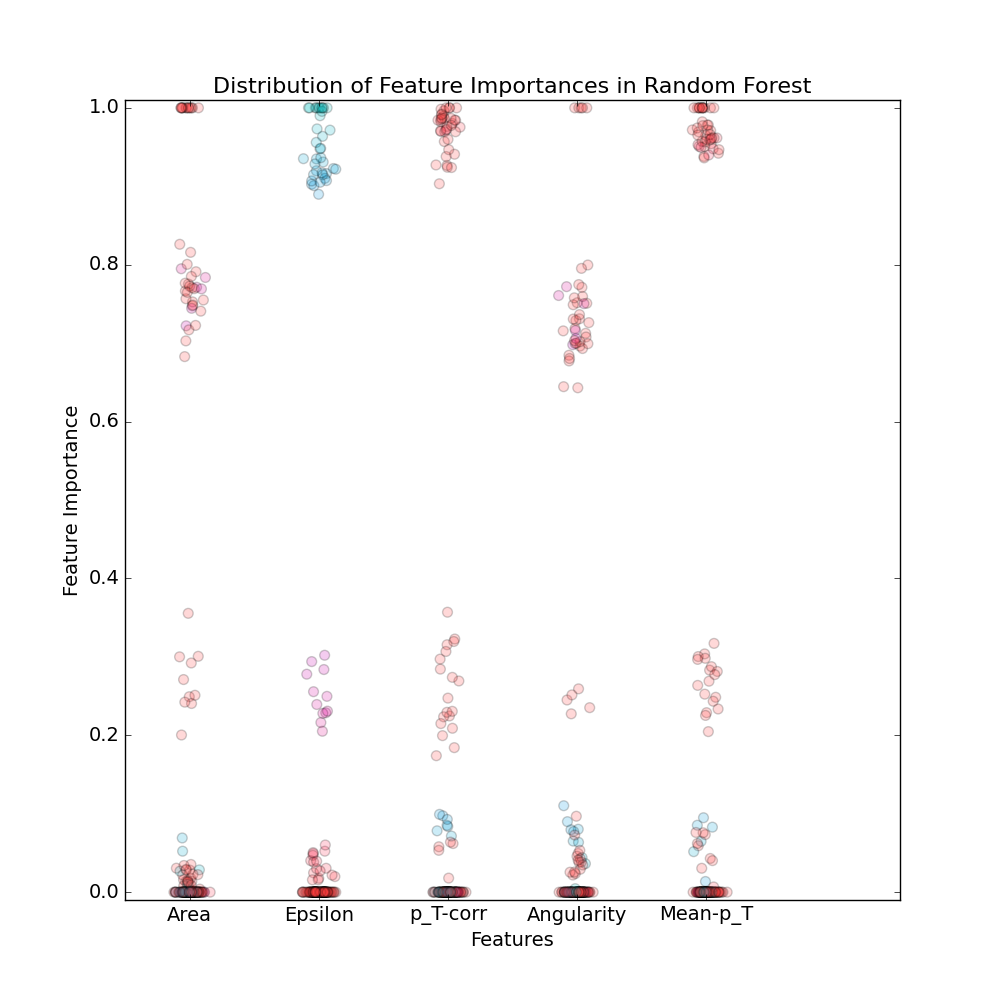 Distribution of Feature Importances in Random Forest
1.0
0.8
0.6
0.4
0.2
0.0
Feature Importance
Area Epsilon p_T-corr Angularity Mean-p_T
Features